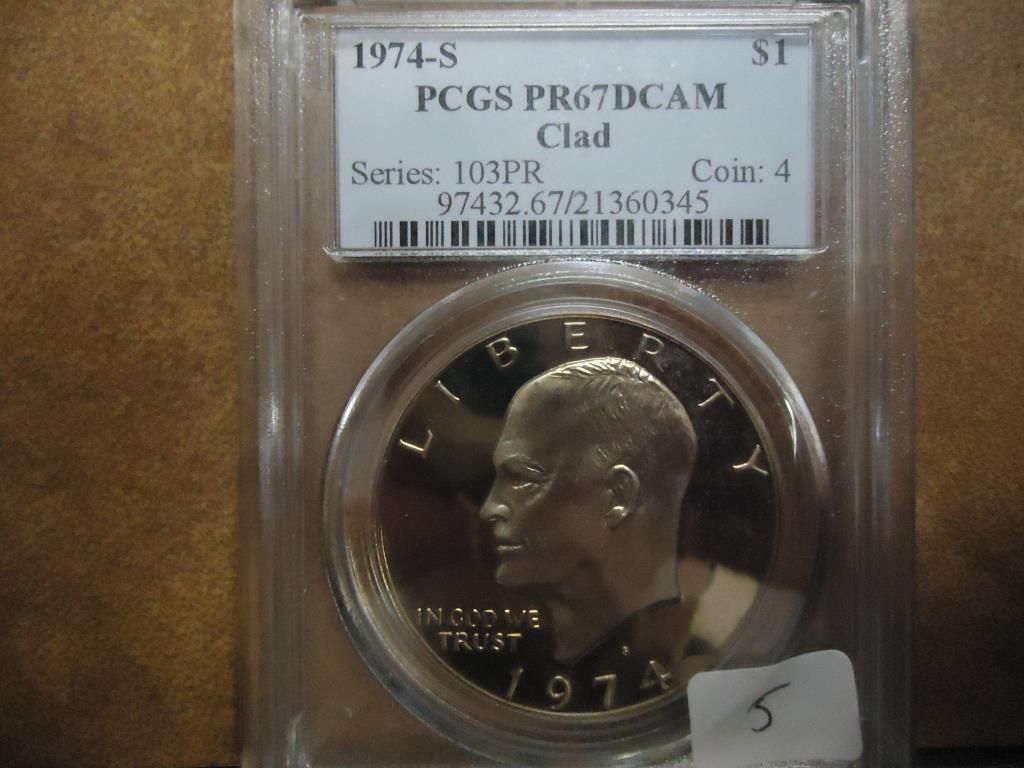 1974-S $1
PCGS PR67DCAM
Clad
Series: 103PR Coin: 4
97432.67/21360345
LIBERTY
IN GOD WE
TRUST
S
1974
5